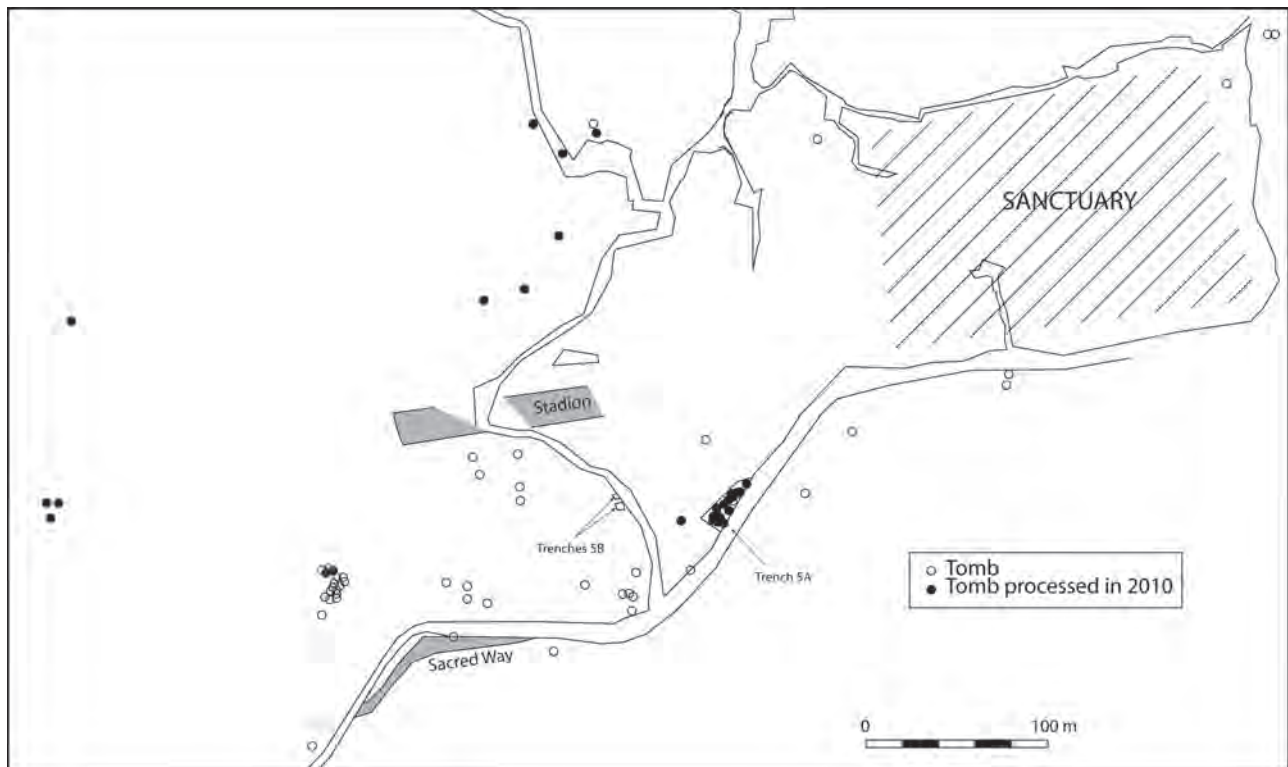 SANCTUARY
Stadion
Trenches 5B
Trench 5A
Tomb
Tomb processed in 2010
Sacred Way
0 100 m